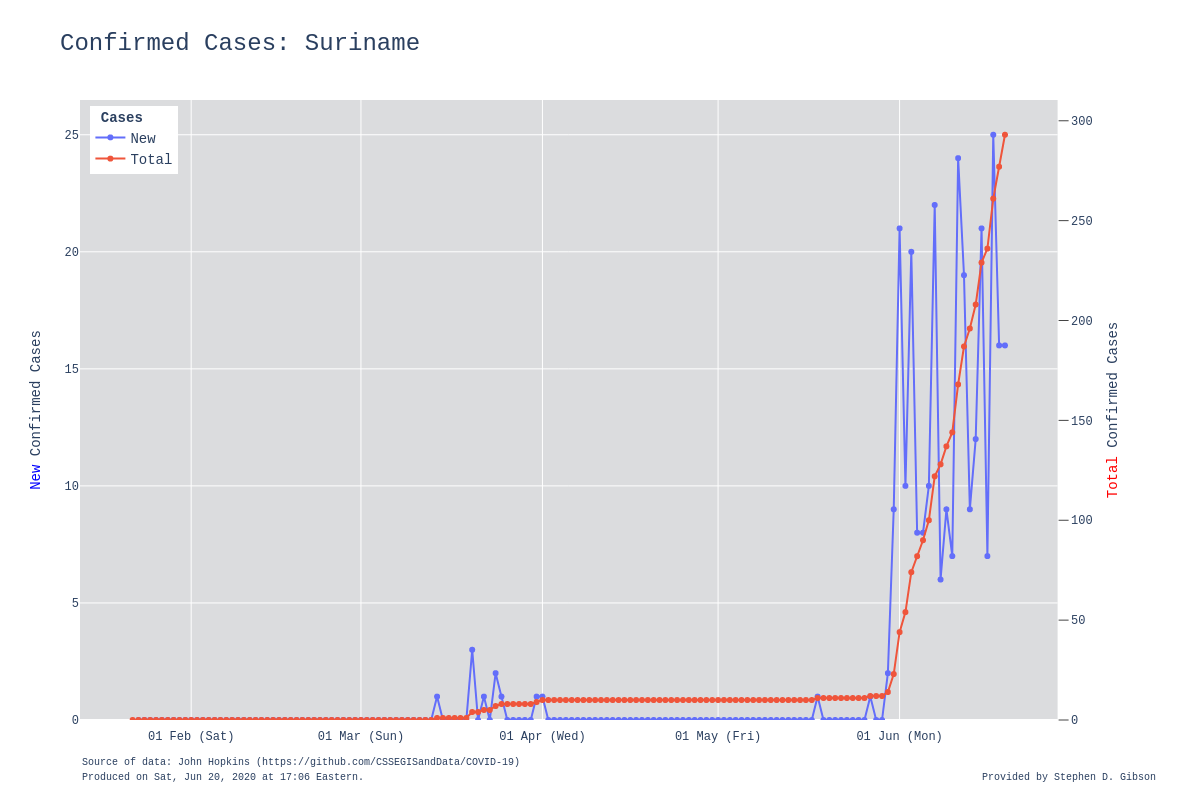 Confirmed Cases: Suriname
Cases
New
Total
25
20
15
10
5
0
300
250
200
150
100
50
0
New Confirmed Cases
Total Confirmed Cases
01 Feb (Sat)
01 Mar (Sun)
01 Apr (Wed)
01 May (Fri)
01 Jun (Mon)
Source of data: John Hopkins (https://github.com/CSSEGISandData/COVID-19)
Produced on Sat, Jun 20, 2020 at 17:06 Eastern.
Provided by Stephen D. Gibson